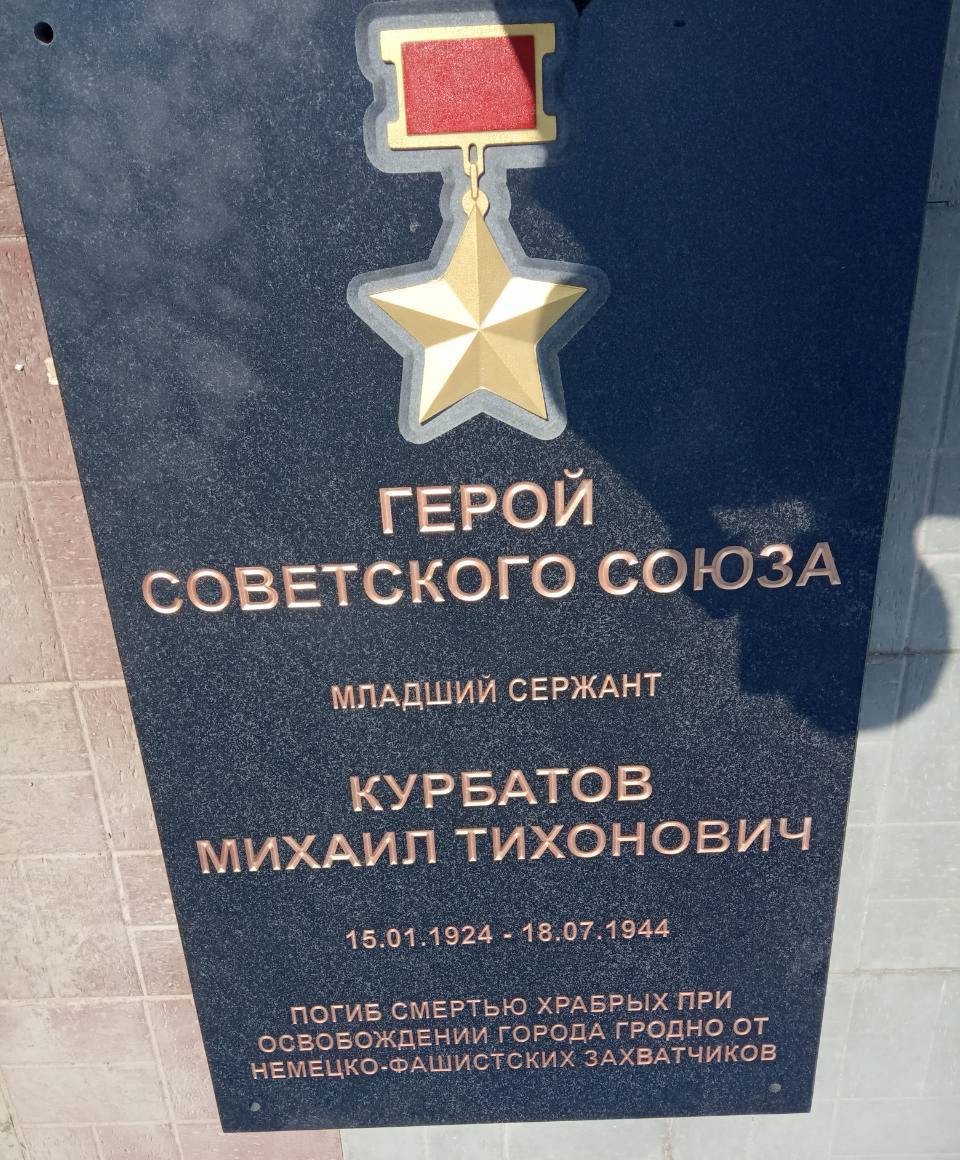 ГЕРОЙ
СОВЕТСКОГО СОЮЗА
МЛАДШИЙ СЕРЖАНТ
КУРБАТОВ
МИХАИЛ ТИХОНОВИЧ
15.01.1924 - 18.07.1944
ПОГИБ СМЕРТЬЮ ХРАБРЫХ ПРИ
ОСВОБОЖДЕНИИ ГОРОДА ГРОДНО ОТ
НЕМЕЦКО-ФАШИСТСКИХ ЗАХВАТЧИКОВ